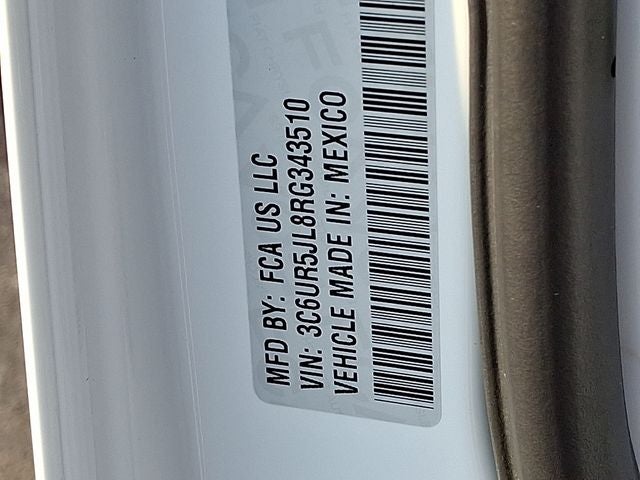 MFD BY: FCA US LLC
VIN: 3C6UR5JL8RG343510
VEHICLE MADE IN: MEXICO